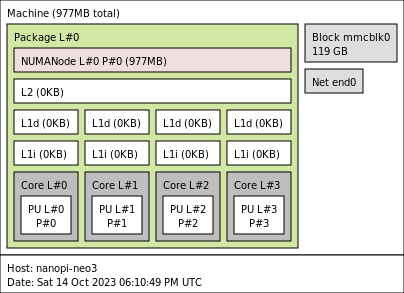 Machine (977MB total)
Package L#0
NUMANode L#0 P#0 (977MB)
L2 (0KB)
L1d (0KB) L1d (0KB) L1d (0KB) L1d (0KB)
L1i (0KB) L1i (0KB) L1i (0KB) L1i (0KB)
Core L#0 Core L#1 Core L#2 Core L#3
PU L#0 PU L#1 PU L#2 PU L#3
P#0 P#1 P#2 P#3
Block mmcblk0
119 GB
Net end0
Host: nanopi-neo3
Date: Sat 14 Oct 2023 06:10:49 PM UTC